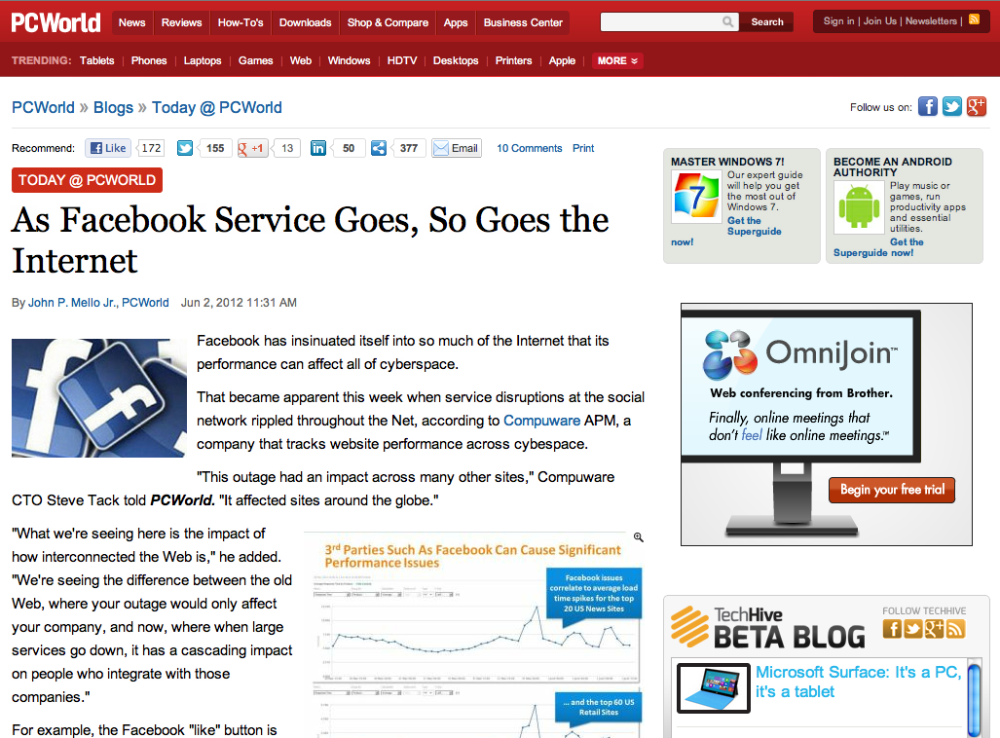 PCWorld
News Reviews How-To's Downloads Shop & Compare Apps Business Center
Search
Sign in | Join Us | Newsletters |
TRENDING: Tablets | Phones | Laptops | Games | Web | Windows | HDTV | Desktops | Printers | Apple | MORE
PCWorld » Blogs » Today @ PCWorld
Follow us on:
Recommend: Like 172 155 +1 13 50 377 Email 10 Comments Print
TODAY @ PCWORLD
As Facebook Service Goes, So Goes the
Internet
By John P. Mello Jr., PCWorld Jun 2, 2012 11:31 AM
Facebook has insinuated itself into so much of the Internet that its
performance can affect all of cyberspace.
That became apparent this week when service disruptions at the social
network rippled throughout the Net, according to Compuware APM, a
company that tracks website performance across cybespace.
"This outage had an impact across many other sites," Compuware
CTO Steve Tack told PCWorld. "It affected sites around the globe."
"What we're seeing here is the impact of
how interconnected the Web is," he added.
"We're seeing the difference between the old
Web, where your outage would only affect
your company, and now, where when large
services go down, it has a cascading impact
on people who integrate with those
companies."
For example, the Facebook "like" button is
3rd Parties Such As Facebook Can Cause Significant
Performance Issues
Facebook issues
correlate to average load
time spikes for the top
20 US News Sites
... and the top 60 US
Retail Sites
MASTER WINDOWS 7!
Our expert guide
will help you get
the most out of
Windows 7.
Get the
Superguide
now!
BECOME AN ANDROID
AUTHORITY
Play music or
games, run
productivity apps
and essential
utilities.
Get the
Superguide now!
OmniJoin™
Web conferencing from Brother.
Finally, online meetings that
don't feel like online meetings.™
Begin your free trial
TechHive
BETA BLOG
FOLLOW TECHHIVE
Microsoft Surface: It's a PC,
it's a tablet